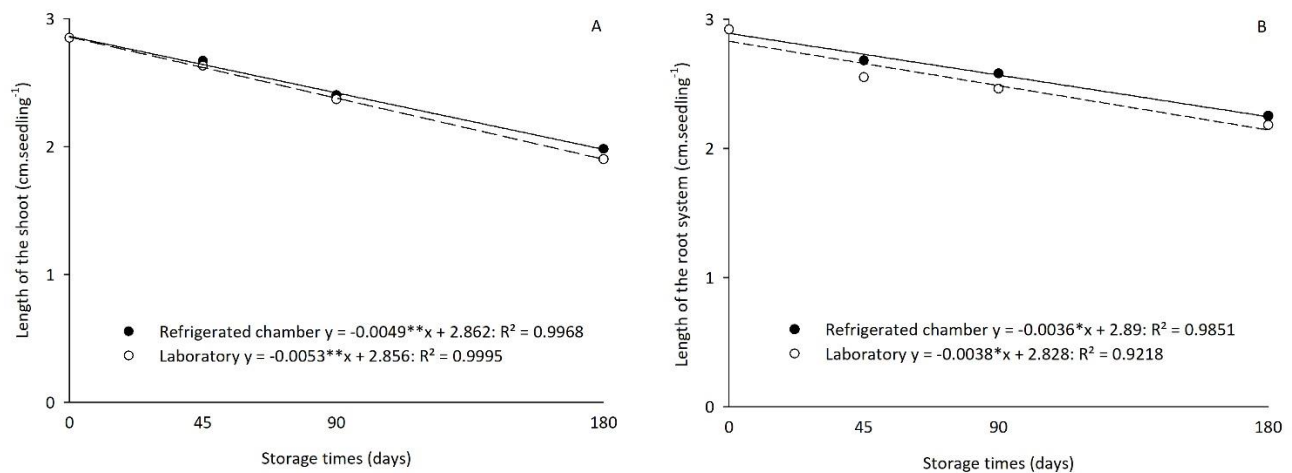 A
Length of the shoot (cm.seedling-1)
3
2
1
0
Refrigerated chamber y = -0.0049**x + 2.862: R² = 0.9968
Laboratory y = -0.0053**x + 2.856: R² = 0.9995
0 45 90 180
Storage times (days)
B
Length of the root system (cm.seedling-1)
3
2
1
0
Refrigerated chamber y = -0.0036*x + 2.89: R² = 0.9851
Laboratory y = -0.0038*x + 2.828: R² = 0.9218
0 45 90 180
Storage times (days)